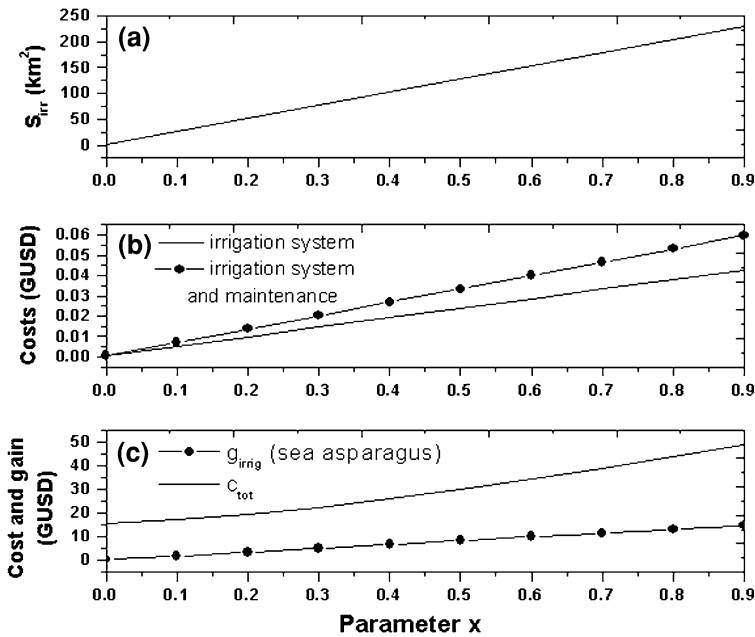 (a)
S_irr (km²)
250
200
150
100
50
0
0.0 0.1 0.2 0.3 0.4 0.5 0.6 0.7 0.8 0.9
(b)
irrigation system
irrigation system
and maintenance
Costs (GUSD)
0.06
0.05
0.04
0.03
0.02
0.01
0.00
0.0 0.1 0.2 0.3 0.4 0.5 0.6 0.7 0.8 0.9
(c)
g_irrig (sea asparagus)
C_tot
Cost and gain
(GUSD)
50
40
30
20
10
0
0.0 0.1 0.2 0.3 0.4 0.5 0.6 0.7 0.8 0.9
Parameter x